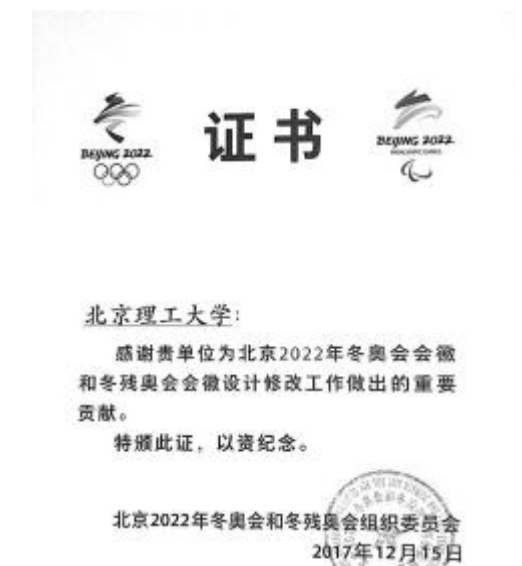 证书
BEIJING 2022
BEIJING 2022
PARALYMPIC GAMES
北京理工大学:
感谢贵单位为北京2022年冬奥会会徽
和冬残奥会会徽设计修改工作做出的重要
贡献。
特颁此证，以资纪念。
北京2022年冬奥会和冬残奥会组织委员会
2017年12月15日